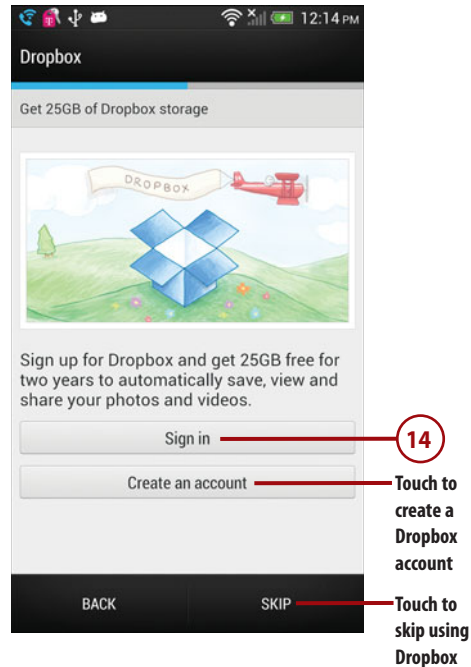 12:14 PM
Dropbox
Get 25GB of Dropbox storage
DROPBOX
Sign up for Dropbox and get 25GB free for
two years to automatically save, view and
share your photos and videos.
Sign in
14
Create an account
Touch to
create a
Dropbox
account
BACK
SKIP
Touch to
skip using
Dropbox